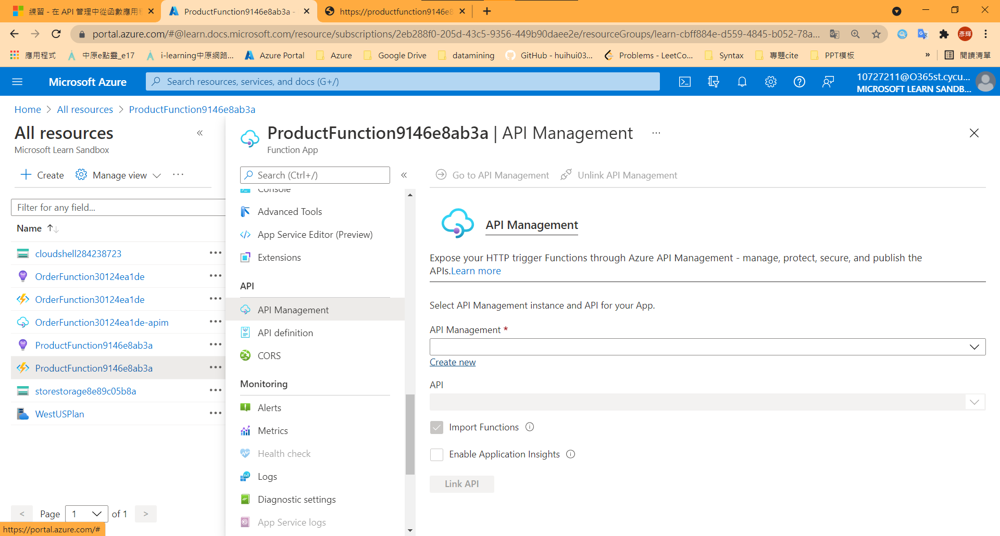 練習 - 在 API 管理中從函數應用程
ProductFunction9146e8ab3a -
https://productfunction9146e8
portal.azure.com/#@learn.docs.microsoft.com/resource/subscriptions/2eb288f0-205d-43c5-9356-449b90daee2e/resourceGroups/learn-cbff884e-d559-4845-b052-78a...
彥輝
應用程式
中原e點靈_e17
i-learning中原網路...
Azure Portal
Azure
Google Drive
datamining
GitHub - huihui03...
Problems - LeetCo...
Syntax
專題cite
PPT模板
»
閱讀清單
Microsoft Azure
Search resources, services, and docs (G+/)
10727211@O365st.cycu...
MICROSOFT LEARN SANDB...
Home > All resources > ProductFunction9146e8ab3a
All resources
«
Microsoft Learn Sandbox
Create
Manage view
...
Filter for any field...
Name
cloudshell284238723
OrderFunction30124ea1de
OrderFunction30124ea1de
OrderFunction30124ea1de-apim
ProductFunction9146e8ab3a
ProductFunction9146e8ab3a
storestorage8e89c05b8a
WestUSPlan
< Page 1 of 1 >
https://portal.azure.com/#
ProductFunction9146e8ab3a | API Management
...
Function App
Search (Ctrl+/)
«
Console
Advanced Tools
App Service Editor (Preview)
Extensions
API
API Management
API definition
CORS
Monitoring
Alerts
Metrics
Health check
Logs
Diagnostic settings
App Service logs
Go to API Management
Unlink API Management
API Management
Expose your HTTP trigger Functions through Azure API Management - manage, protect, secure, and publish the
APIs.Learn more
Select API Management instance and API for your App.
API Management *
Create new
API
Import Functions
Enable Application Insights
Link API